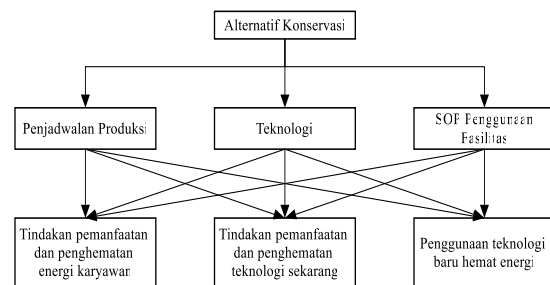 Alternatif Konservasi
Penjadwalan Produksi
Teknologi
SOP Penggunaan
Fasilitas
Tindakan pemanfaatan
dan penghematan
energi karyawan
Tindakan pemanfaatan
dan penghematan
teknologi sekarang
Penggunaan teknologi
baru hemat energi